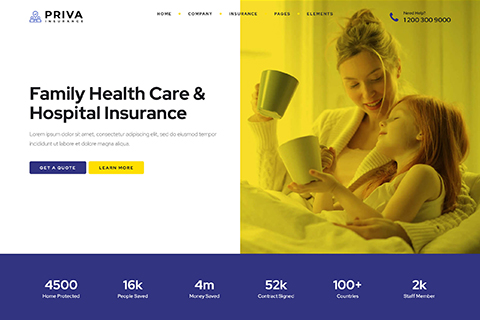 PRIVA
INSURANCE
HOME COMPANY INSURANCE PAGES ELEMENTS
Need Help?
1 200 300 9000
Family Health Care &
Hospital Insurance
Lorem ipsum dolor sit amet, consectetur adipiscing elit, sed do eiusmod tempor
incididunt ut labore et dolore magna aliqua.
GET A QUOTE LEARN MORE
4500 16k 4m 52k 100+ 2k
Home Protected People Saved Money Saved Contract Signed Countries Staff Member